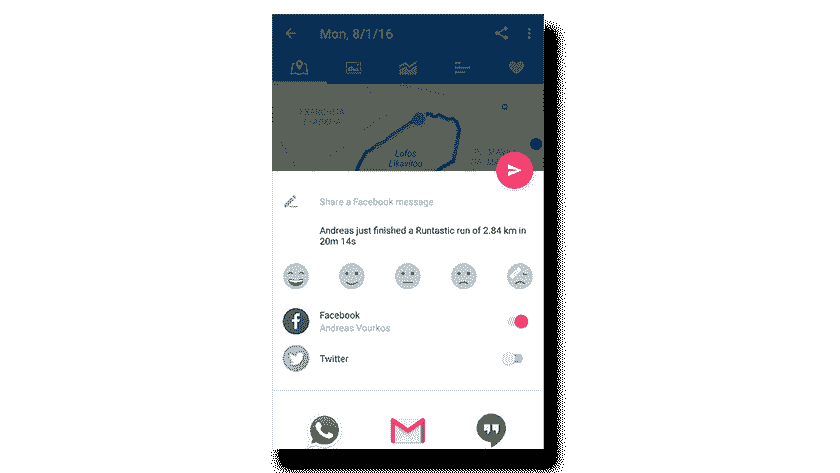 Mon, 8/1/16
Lofos
Likavitou
Share a Facebook message
Andreas just finished a Runtastic run of 2.84 km in
20m 14s
Facebook
Andreas Vourkos
Twitter